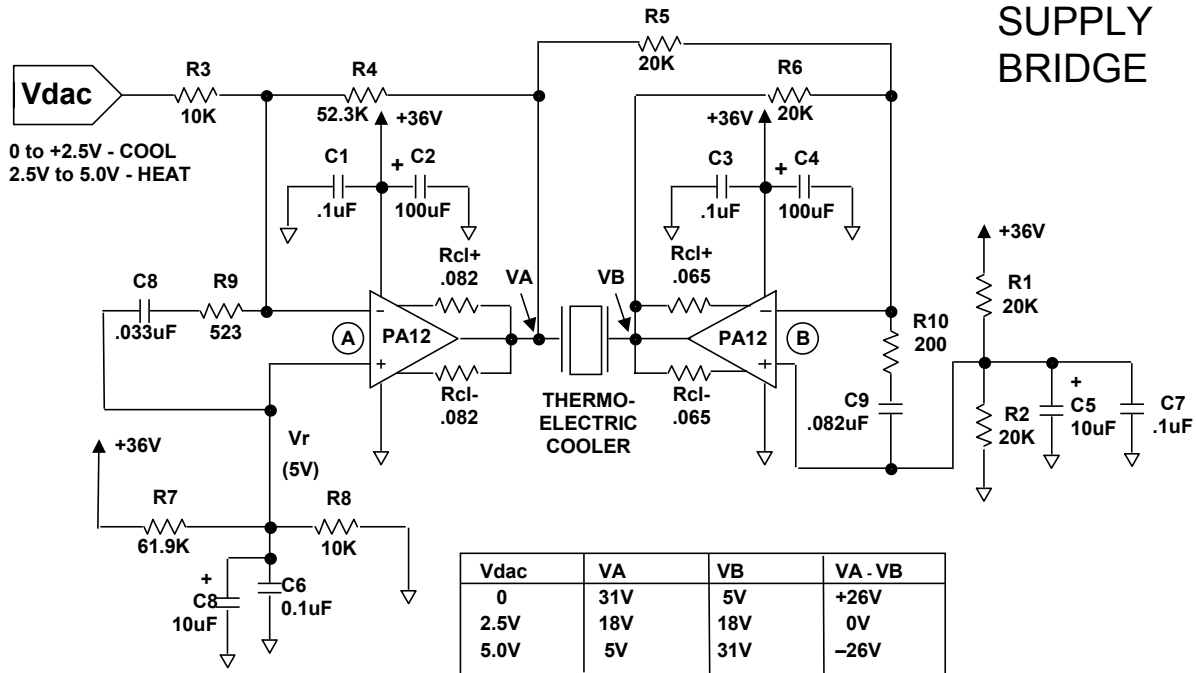 SUPPLY
BRIDGE
Vdac
0 to +2.5V - COOL
2.5V to 5.0V - HEAT
R3
10K
R4
52.3K
R5
20K
R6
20K
+36V
C1
.1uF
+ C2
100uF
+36V
C3
.1uF
+ C4
100uF
C8
.033uF
R9
523
Rcl+
.082
VA
VB
Rcl+
.065
A
−
+
PA12
PA12
−
+
B
Rcl-
.082
Rcl-
.065
THERMO-
ELECTRIC
COOLER
R10
200
C9
.082uF
+36V
R1
20K
R2
20K
+
C5
10uF
C7
.1uF
+36V
Vr
(5V)
R7
61.9K
R8
10K
+
C8
10uF
C6
0.1uF
Vdac VA VB VA - VB
0 31V 5V +26V
2.5V 18V 18V 0V
5.0V 5V 31V –26V